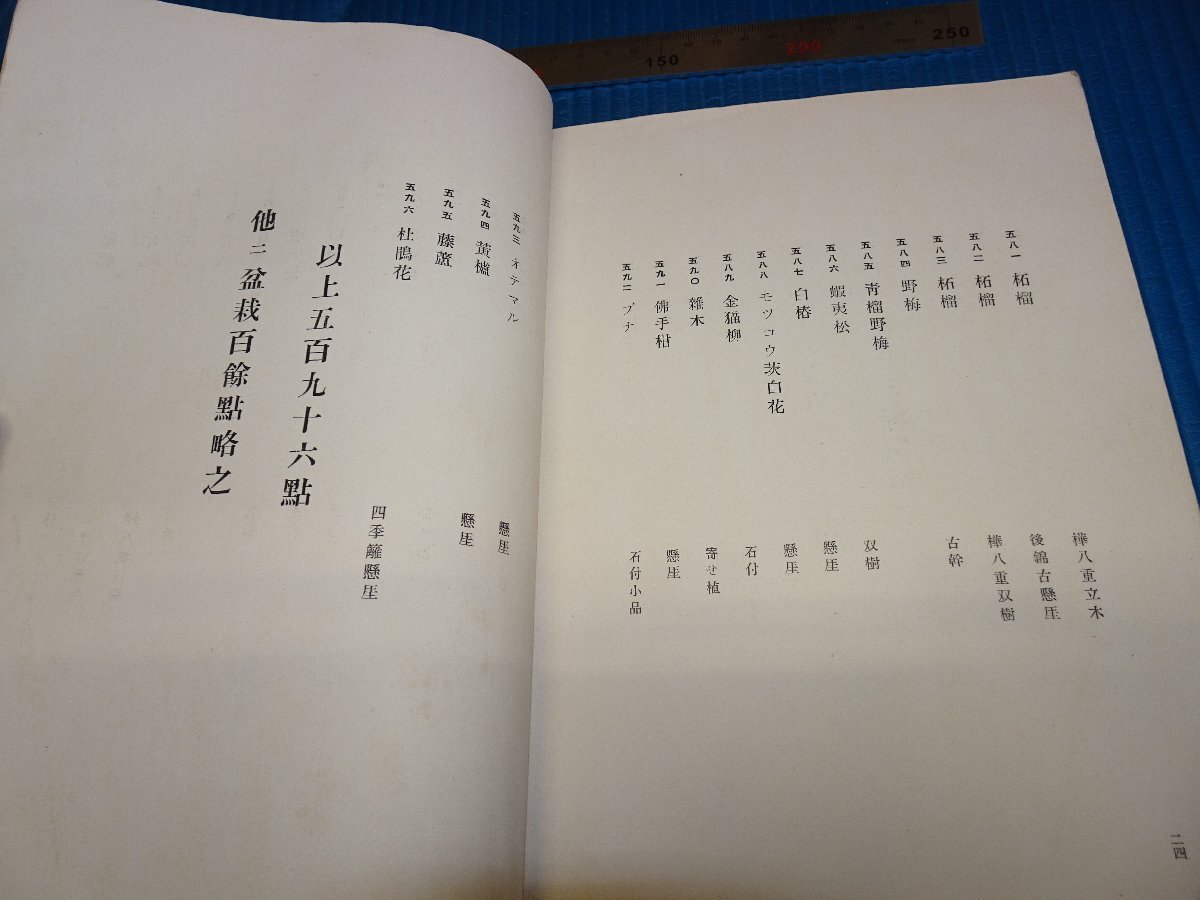 150 200 250
五八一 柘榴 樺八重立木
五八二 柘榴 後錦古懸厓
五八三 柘榴 樺八重双樹
五八四 野梅 古幹
五八五 靑榴野梅
五八六 蝦夷松 双樹
五八七 白椿 懸厓
五八八 モツコウ茨白花 懸厓
五八九 金猫柳 石付
五九〇 雜木 寄せ植
五九一 佛手柑 懸厓
五九二 ブナ 石付小品
二四
五九三 オテマル 懸厓
五九四 黃櫨 懸厓
五九五 藤蘆
五九六 杜鵑花 四季籬懸厓
以上五百九十六點
他ニ盆栽百餘點略之